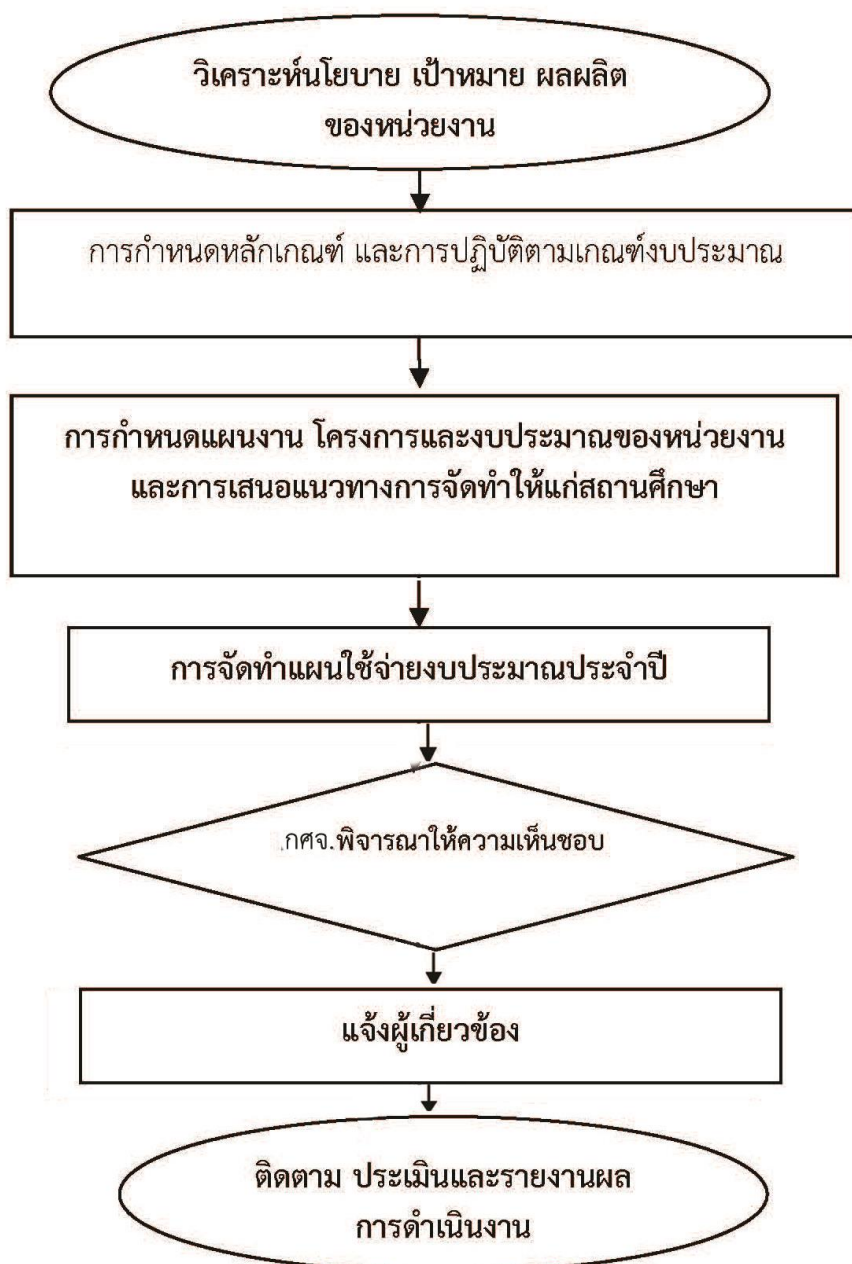 วิเคราะห์นโยบาย เป้าหมาย ผลผลิต
ของหน่วยงาน
การกำหนดหลักเกณฑ์ และการปฏิบัติตามเกณฑ์งบประมาณ
การกำหนดแผนงาน โครงการและงบประมาณของหน่วยงาน
และการเสนอแนวทางการจัดทำให้แก่สถานศึกษา
การจัดทำแผนใช้จ่ายงบประมาณประจำปี
กศจ.พิจารณาให้ความเห็นชอบ
แจ้งผู้เกี่ยวข้อง
ติดตาม ประเมินและรายงานผล
การดำเนินงาน